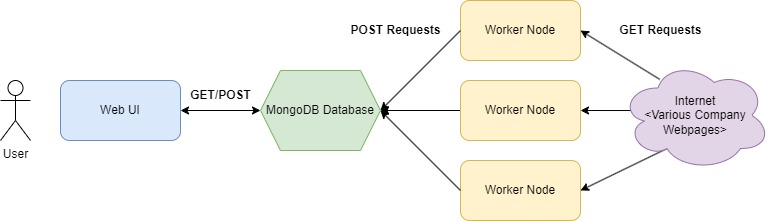 POST Requests
Worker Node
GET Requests
User
Web UI
GET/POST
MongoDB Database
Worker Node
Internet
<Various Company
Webpages>
Worker Node